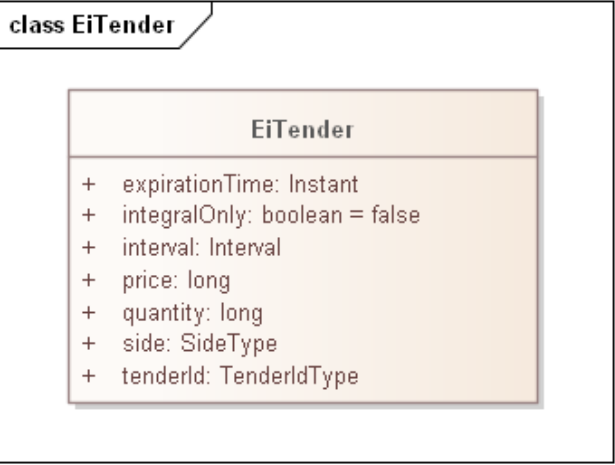 class EiTender
EiTender
+ expirationTime: Instant
+ integralOnly: boolean = false
+ interval: Interval
+ price: long
+ quantity: long
+ side: SideType
+ tenderId: TenderIdType